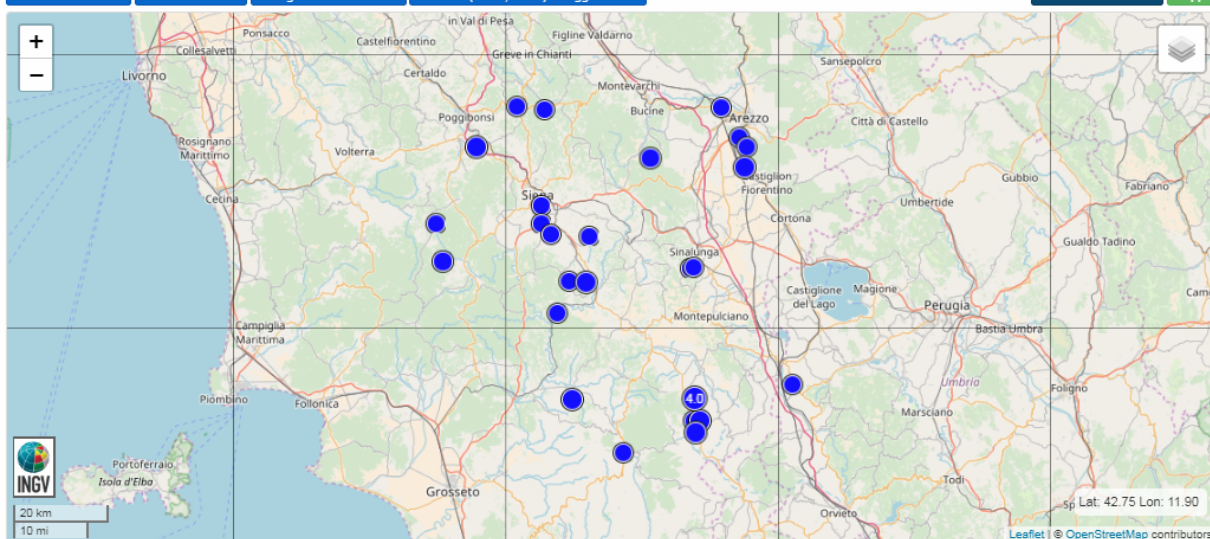 in Val di Pesa
Figline Valdarno
Ponsacco
Castelfiorentino
Collesalvetti
Greve in Chianti
Sansepolcro
+
−
Livorno
Certaldo
Montevarchi
Poggibonsi
Bucine
Arezzo
Città di Castello
Rosignano
Marittimo
Volterra
Castiglion
Fiorentino
Gubbio
Fabriano
Cecina
Siena
Umbertide
Cortona
Gualdo Tadino
Sinalunga
Castiglione
del Lago
Magione
Perugia
Montepulciano
Campiglia
Marittima
Bastia Umbra
Umbria
Foligno
Piombino
Follonica
4.0
Marsciano
INGV
Portoferraio
Isola d'Elba
Grosseto
Todi
Orvieto
Lat: 42.75 Lon: 11.90
20 km
10 mi
Leaflet | © OpenStreetMap contributors